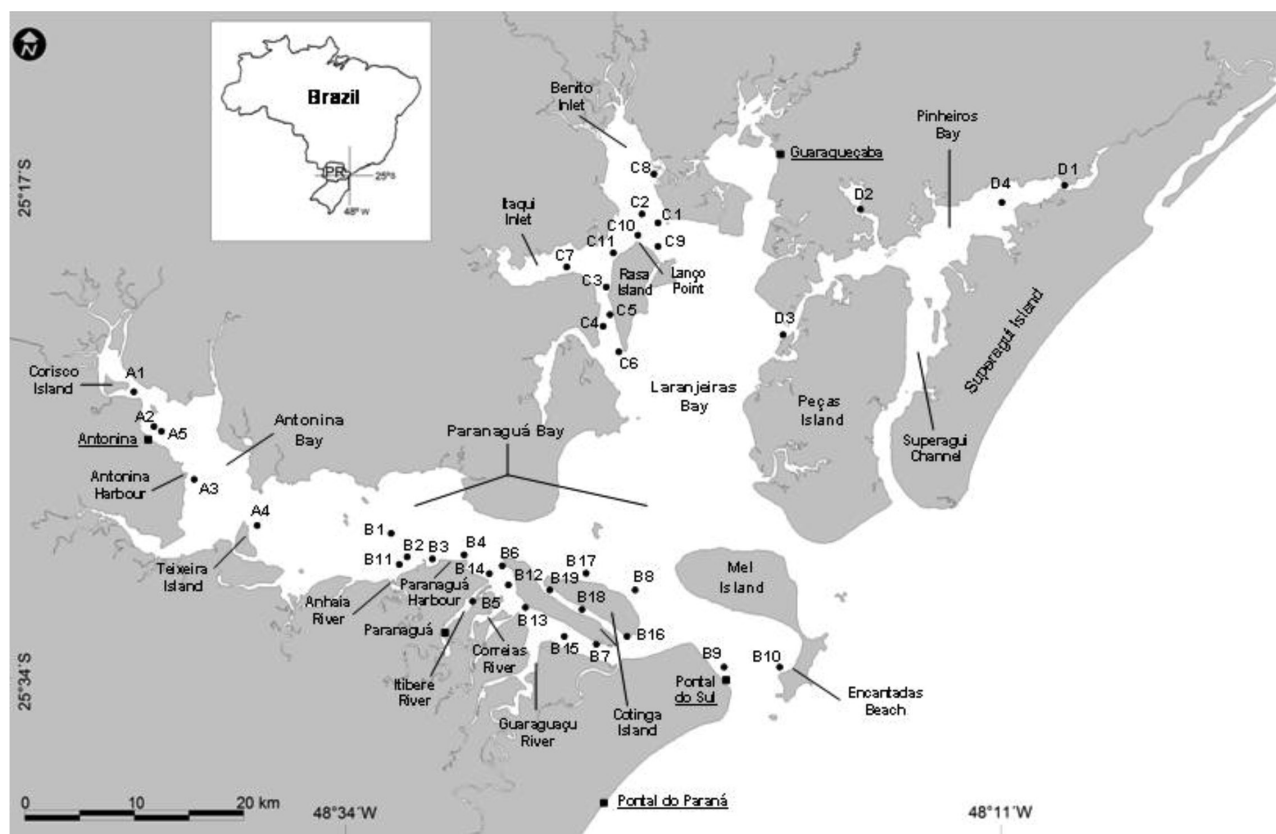 N
Brazil
PR
25°S
48° W
Benito
Inlet
Pinheiros
Bay
Guaraqueçaba
25°17´S
C8
D1
D2
D4
C2
C1
Itaqui
Inlet
C10
C11
C9
C7
Rasa
Island
Lanço
Point
C3
C5
C4
D3
C6
Superagui Island
Corisco
Island
A1
Laranjeiras
Bay
Peças
Island
A2
A5
Antonina
Antonina
Bay
Paranaguá Bay
Superagui
Channel
Antonina
Harbour
A3
A4
Teixeira
Island
B1
B2
B3
B4
B11
B14
B6
B17
B12
B19
B8
Mel
Island
Anhaia
River
Paranaguá
Harbour
B5
B18
B13
Paranaguá
Correias
River
B15
B7
B16
B9
B10
Itibere
River
Pontal
do Sul
Encantadas
Beach
Guaraguaçu
River
Cotinga
Island
25°34´S
0 10 20 km
Pontal do Paraná
48°34´W
48°11´W